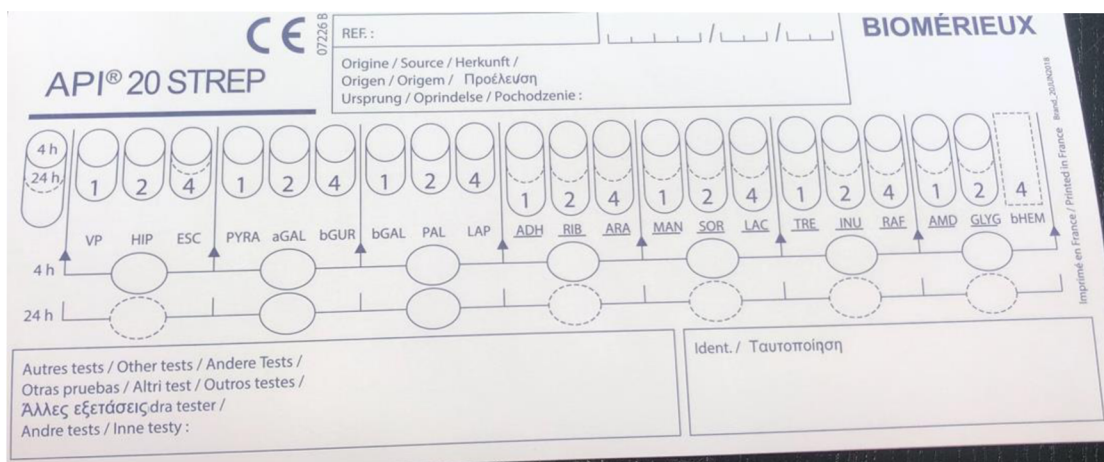 CE
07226 B
API® 20 STREP
REF. :
Origine / Source / Herkunft /
Origen / Origem / Προέλευση
Ursprung / Oprindelse / Pochodzenie :
BIOMÉRIEUX
4 h
24 h
1 2 4 1 2 4 1 2 4 1 2 4 1 2 4 1 2 4 1 2 4
VP HIP ESC PYRA aGAL bGUR bGAL PAL LAP ADH RIB ARA MAN SOR LAC TRE INU RAF AMD GLYG bHEM
4 h
24 h
Autres tests / Other tests / Andere Tests /
Otras pruebas / Altri test / Outros testes /
Άλλες εξετάσεις/dra tester /
Andre tests / Inne testy :
Ident. / Ταυτοποίηση
Imprimé en France / Printed in France